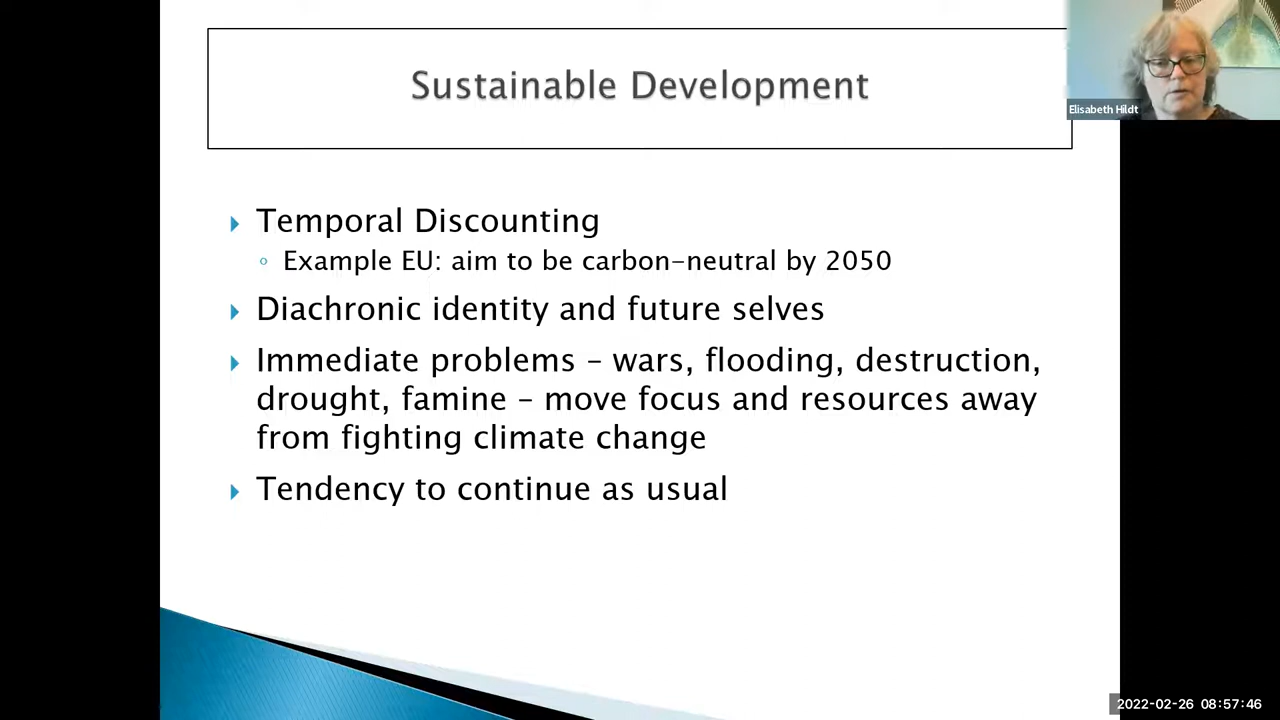 Sustainable Development
Elisabeth Hildt
Temporal Discounting
Example EU: aim to be carbon-neutral by 2050
Diachronic identity and future selves
Immediate problems – wars, flooding, destruction,
drought, famine – move focus and resources away
from fighting climate change
Tendency to continue as usual
2022-02-26 08:57:46